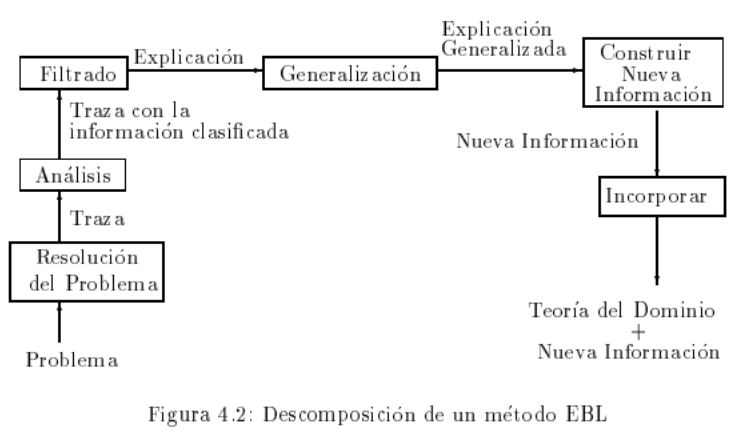 Explicación
Generalizada
Filtrado
Explicación
Generalización
Construir
Nueva
Información
Traza con la
información clasificada
Nueva Información
Análisis
Incorporar
Traza
Resolución
del Problema
Teoría del Dominio
+
Nueva Información
Problema
Figura 4.2: Descomposición de un método EBL